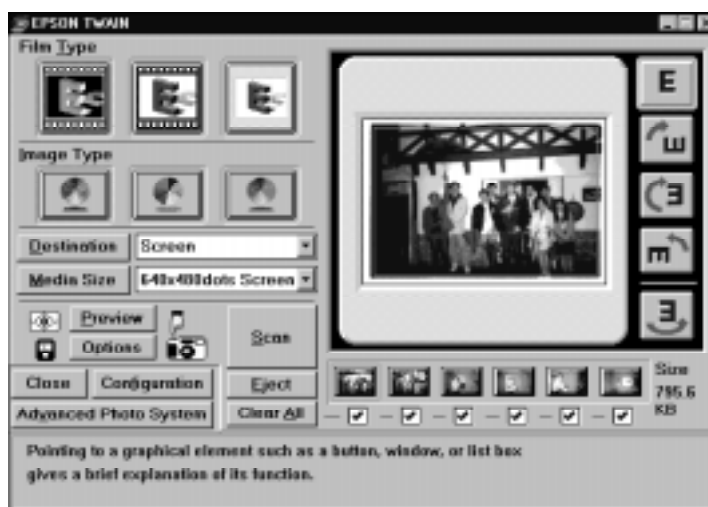 EPSON TWAIN
Film Type
Image Type
Destination
Screen
Media Size
640x480dots Screen
Preview
Options
Scan
Close
Configuration
Eject
Advanced Photo System
Clear All
E
E
E
E
E
Size
795.6
KB
Pointing to a graphical element such as a button, window, or list box
gives a brief explanation of its function.